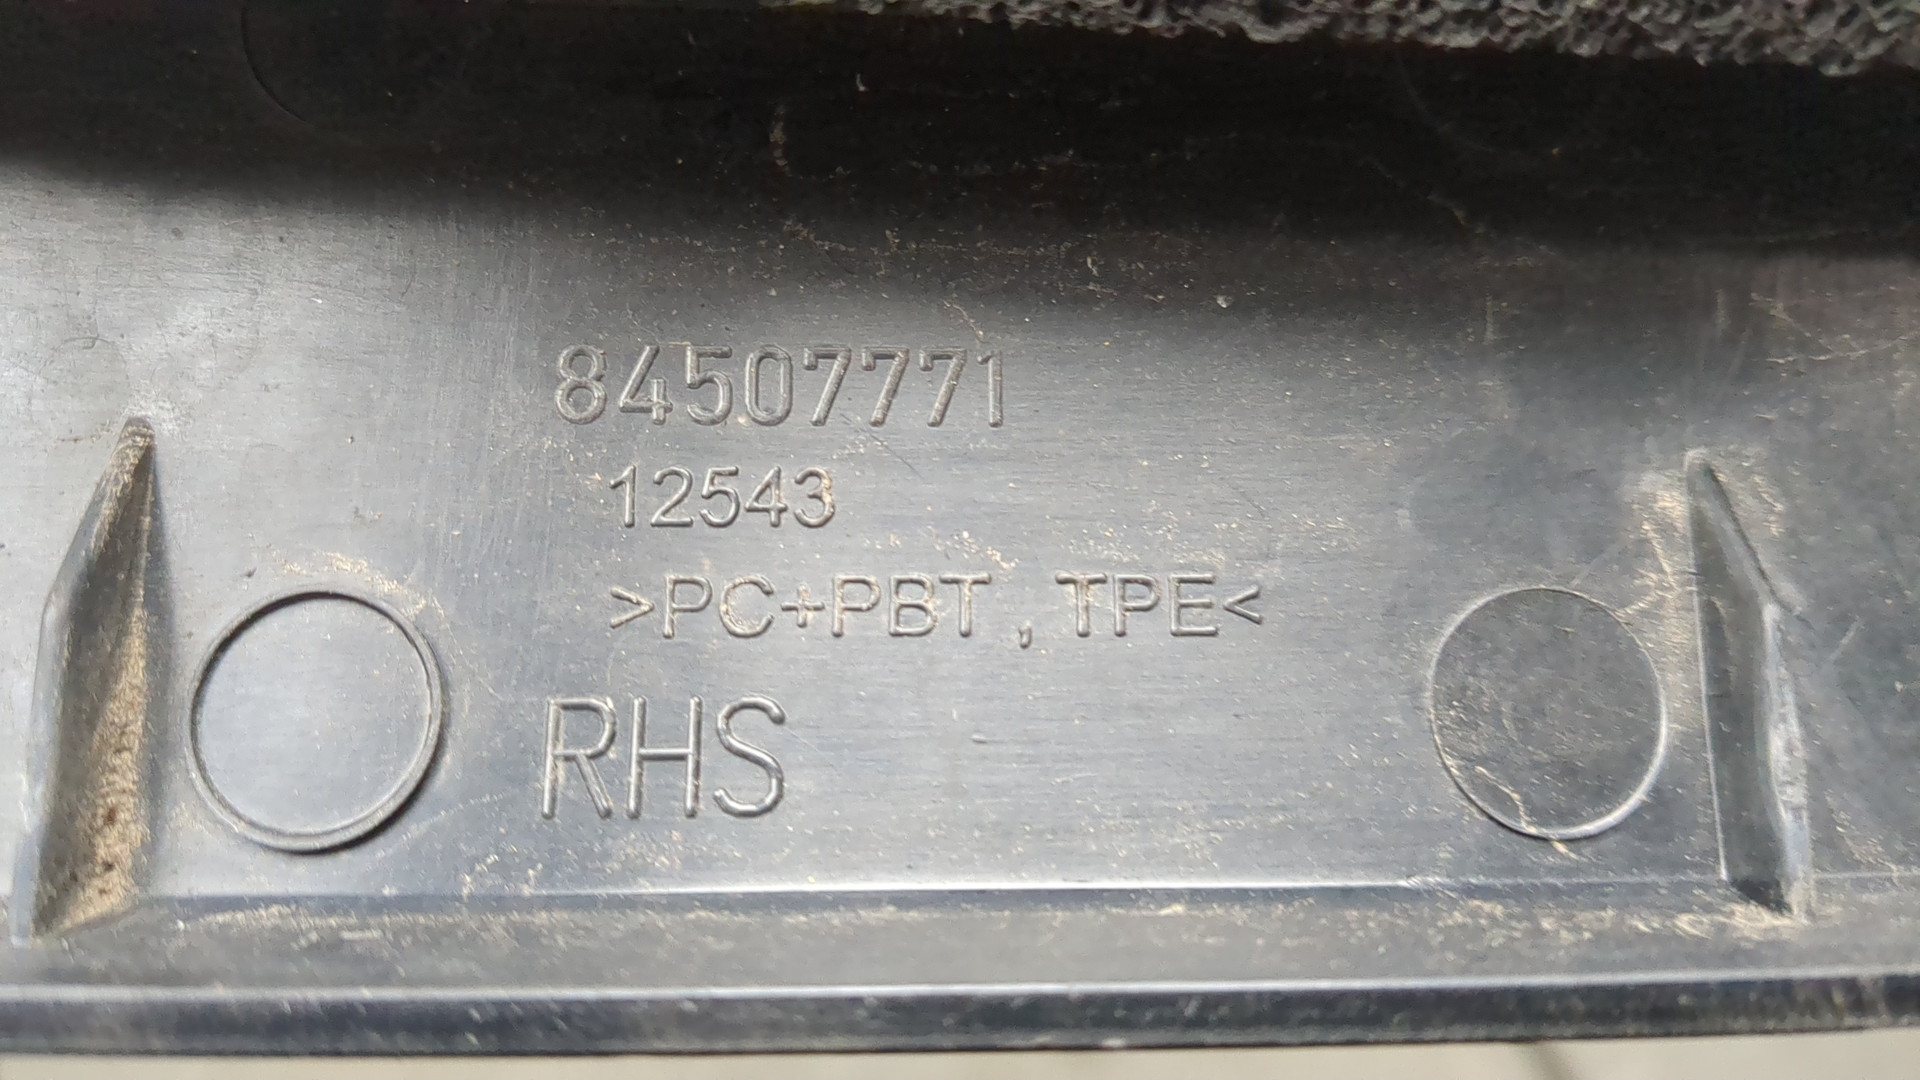 84507771
12543
>PC+PBT,TPE<
RHS